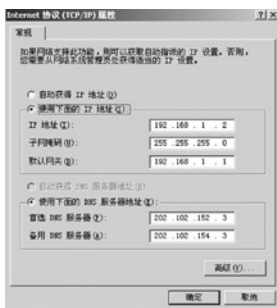 Internet 协议 (TCP/IP) 属性
常规
如果网络支持此功能，则可以获取自动指派的 IP 设置。否则，
您需要从网络系统管理员处获得适当的 IP 设置。
自动获得 IP 地址(O)
使用下面的 IP 地址(S):
IP 地址(I): 192 .168 . 1 . 2
子网掩码(U): 255 .255 .255 . 0
默认网关(D): 192 .168 . 1 . 1
自动获得 DNS 服务器地址(B)
使用下面的 DNS 服务器地址(E):
首选 DNS 服务器(P): 202 .102 .152 . 3
备用 DNS 服务器(A): 202 .102 .154 . 3
高级(V)...
确定 取消